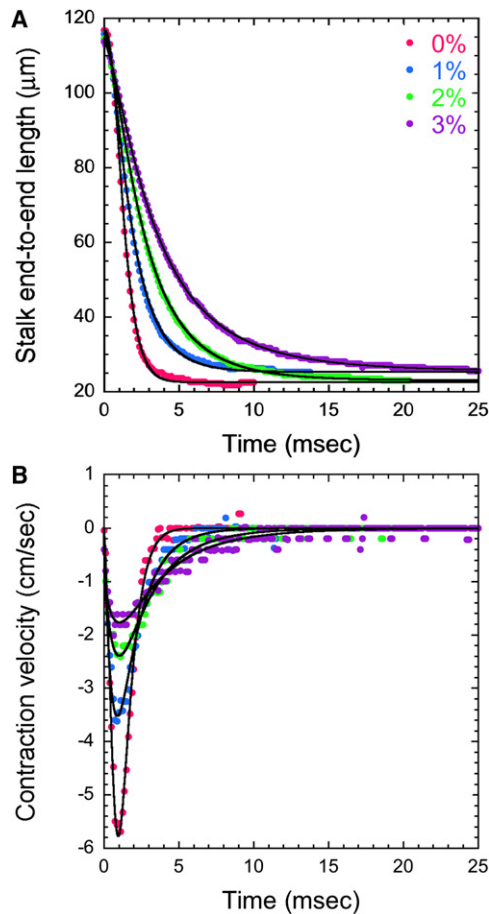 A
120
100
80
60
40
20
Stalk end-to-end length (μm)
0%
1%
2%
3%
0 5 10 15 20 25
Time (msec)
B
1
0
-1
-2
-3
-4
-5
-6
Contraction velocity (cm/sec)
0 5 10 15 20 25
Time (msec)